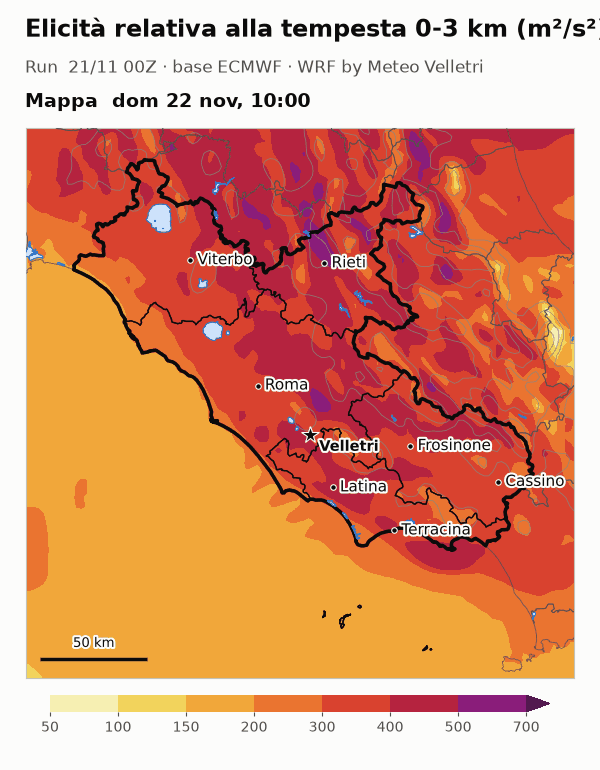 Elicità relativa alla tempesta 0-3 km (m²/s²)
Run 21/11 00Z · base ECMWF · WRF by Meteo Velletri
Mappa dom 22 nov, 10:00
Viterbo
Rieti
Roma
Velletri
Frosinone
Latina
Cassino
Terracina
50 km
50 100 150 200 300 400 500 700